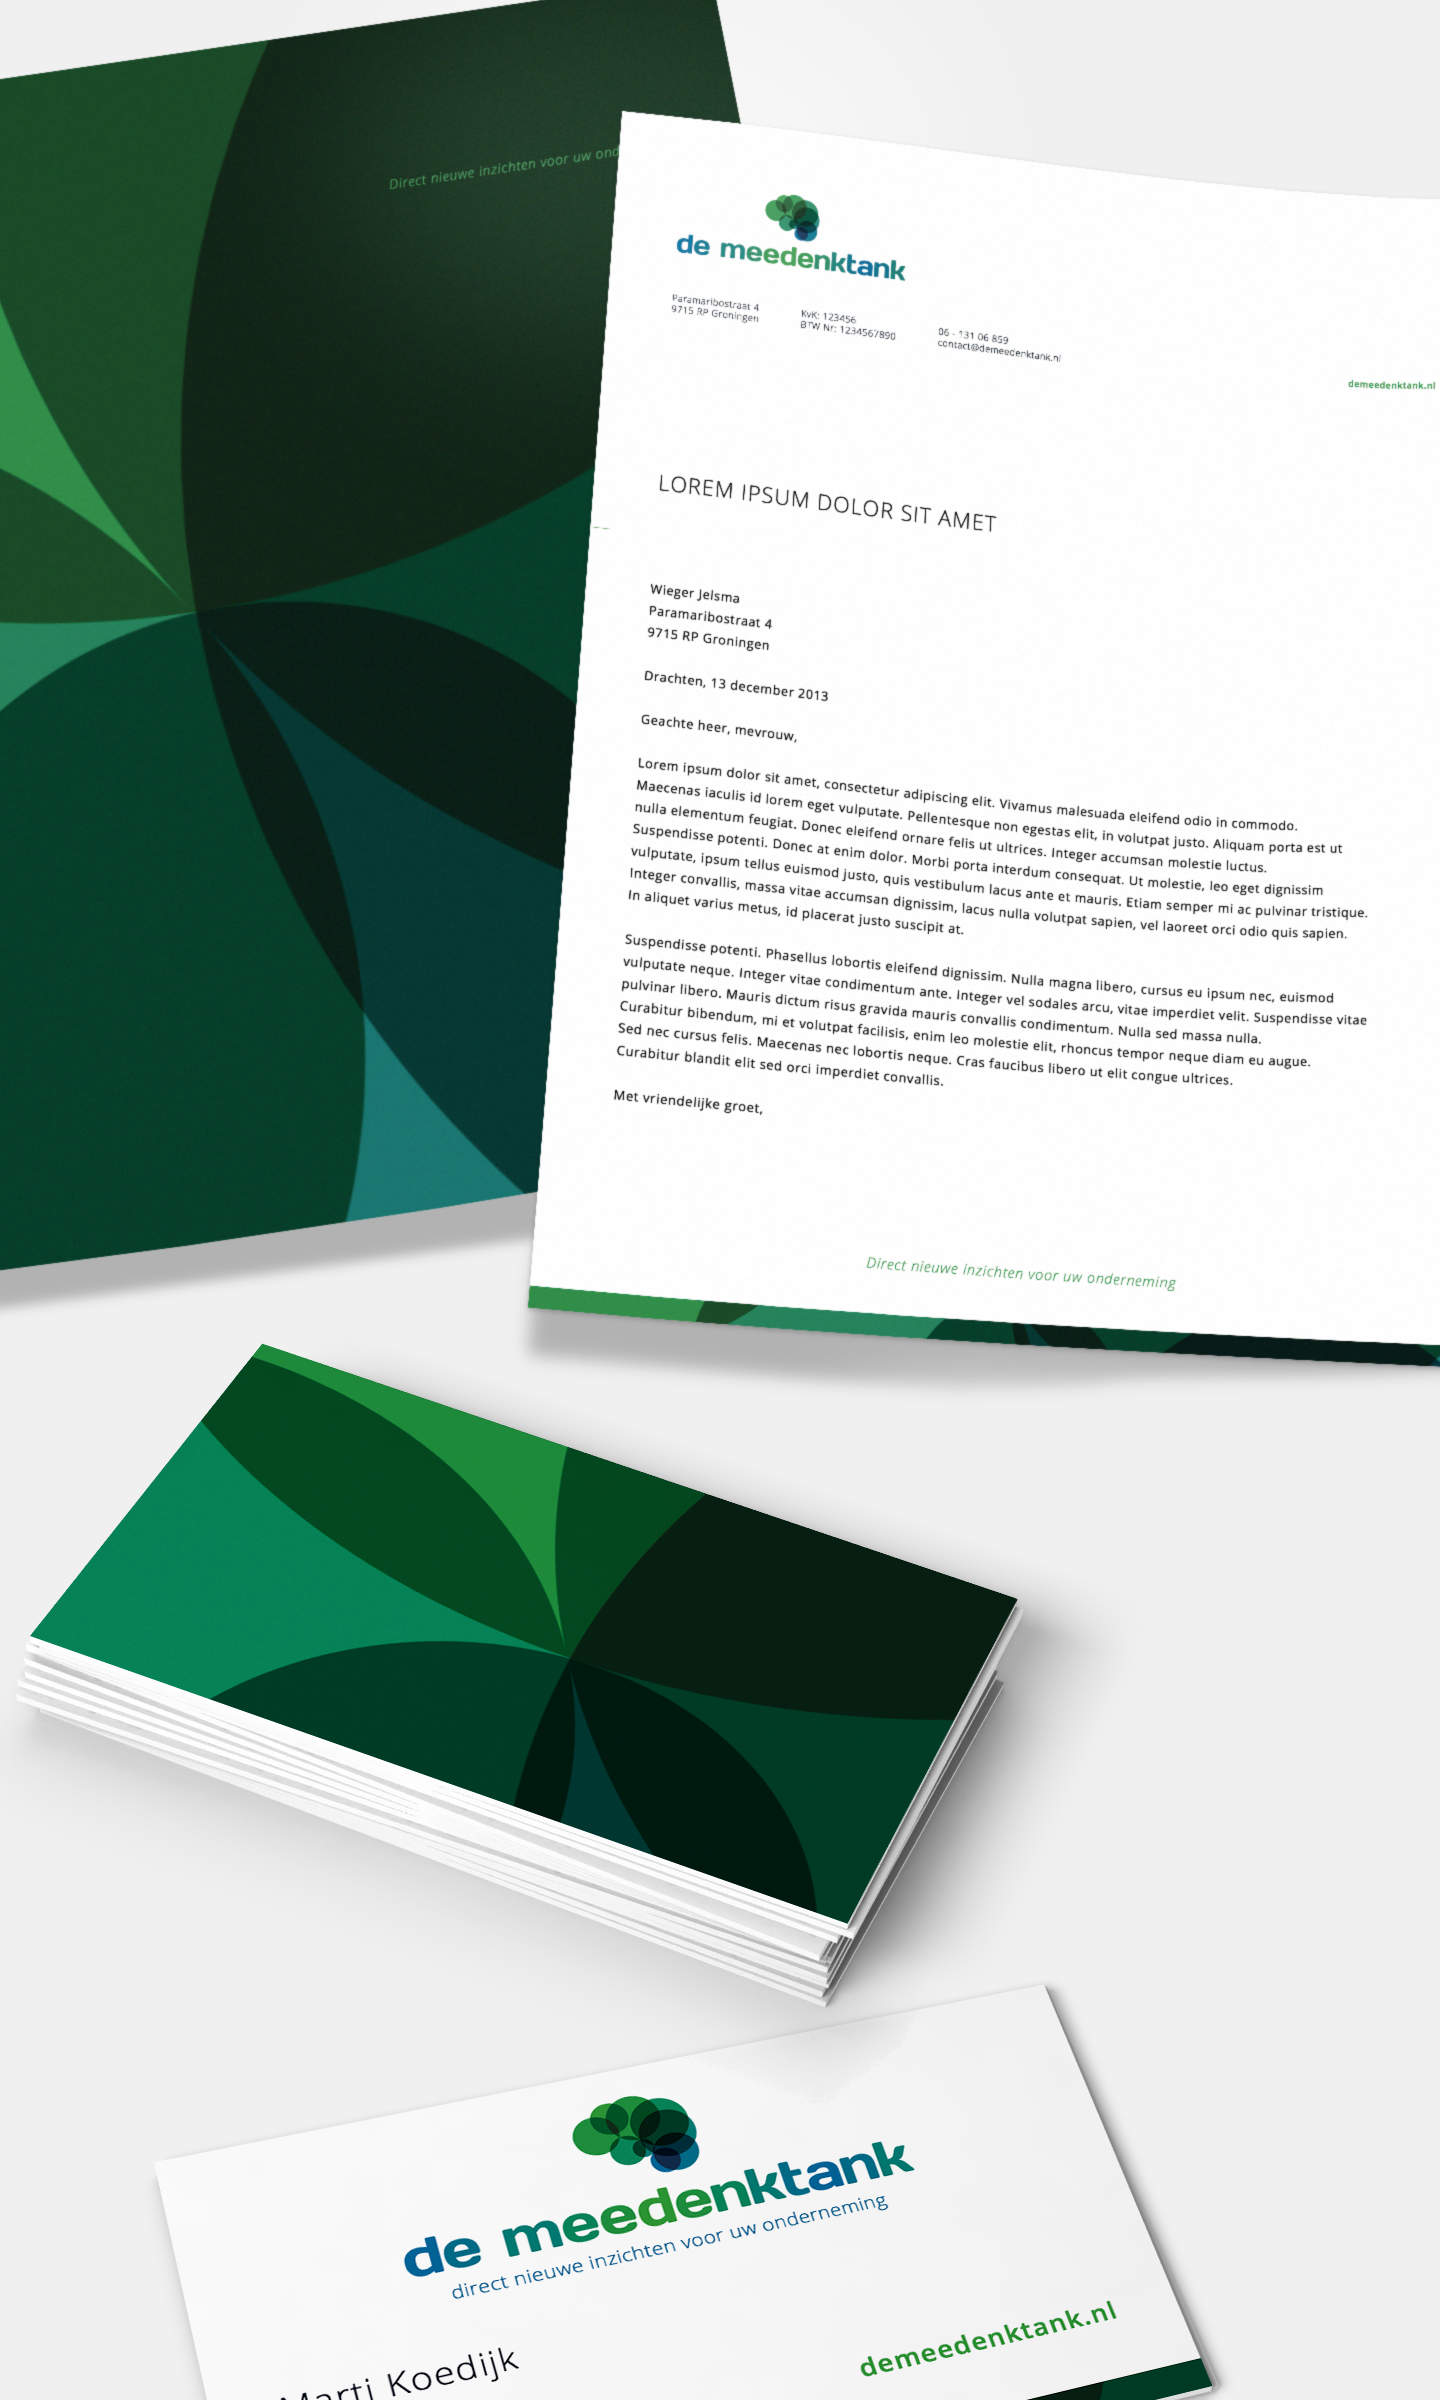 Direct nieuwe inzichten voor uw
de meedenktank
Paramaribostraat 4
9715 RP Groningen
KvK: 123456
BTW Nr: 1234567890
06 - 131 06 859
contact@demeedenktank.nl
demeedenktank.nl
LOREM IPSUM DOLOR SIT AMET
Wieger Jelsma
Paramaribostraat 4
9715 RP Groningen
Drachten, 13 december 2013
Geachte heer, mevrouw,
Lorem ipsum dolor sit amet, consectetur adipiscing elit. Vivamus malesuada eleifend odio in commodo.
Maecenas iaculis id lorem eget vulputate. Pellentesque non egestas elit, in volutpat justo. Aliquam porta est ut
nulla elementum feugiat. Donec eleifend ornare felis ut ultrices. Integer accumsan molestie luctus.
Suspendisse potenti. Donec at enim dolor. Morbi porta interdum consequat. Ut molestie, leo eget dignissim
vulputate, ipsum tellus euismod justo, quis vestibulum lacus ante et mauris. Etiam semper mi ac pulvinar tristique.
Integer convallis, massa vitae accumsan dignissim, lacus nulla volutpat sapien, vel laoreet orci odio quis sapien.
In aliquet varius metus, id placerat justo suscipit at.
Suspendisse potenti. Phasellus lobortis eleifend dignissim. Nulla magna libero, cursus eu ipsum nec, euismod
vulputate neque. Integer vitae condimentum ante. Integer vel sodales arcu, vitae imperdiet velit. Suspendisse vitae
pulvinar libero. Mauris dictum risus gravida mauris convallis condimentum. Nulla sed massa nulla.
Curabitur bibendum, mi et volutpat facilisis, enim leo molestie elit, rhoncus tempor neque diam eu augue.
Sed nec cursus felis. Maecenas nec lobortis neque. Cras faucibus libero ut elit congue ultrices.
Curabitur blandit elit sed orci imperdiet convallis.
Met vriendelijke groet,
Direct nieuwe inzichten voor uw onderneming
de meedenktank
direct nieuwe inzichten voor uw onderneming
Marti Koedijk
demeedenktank.nl